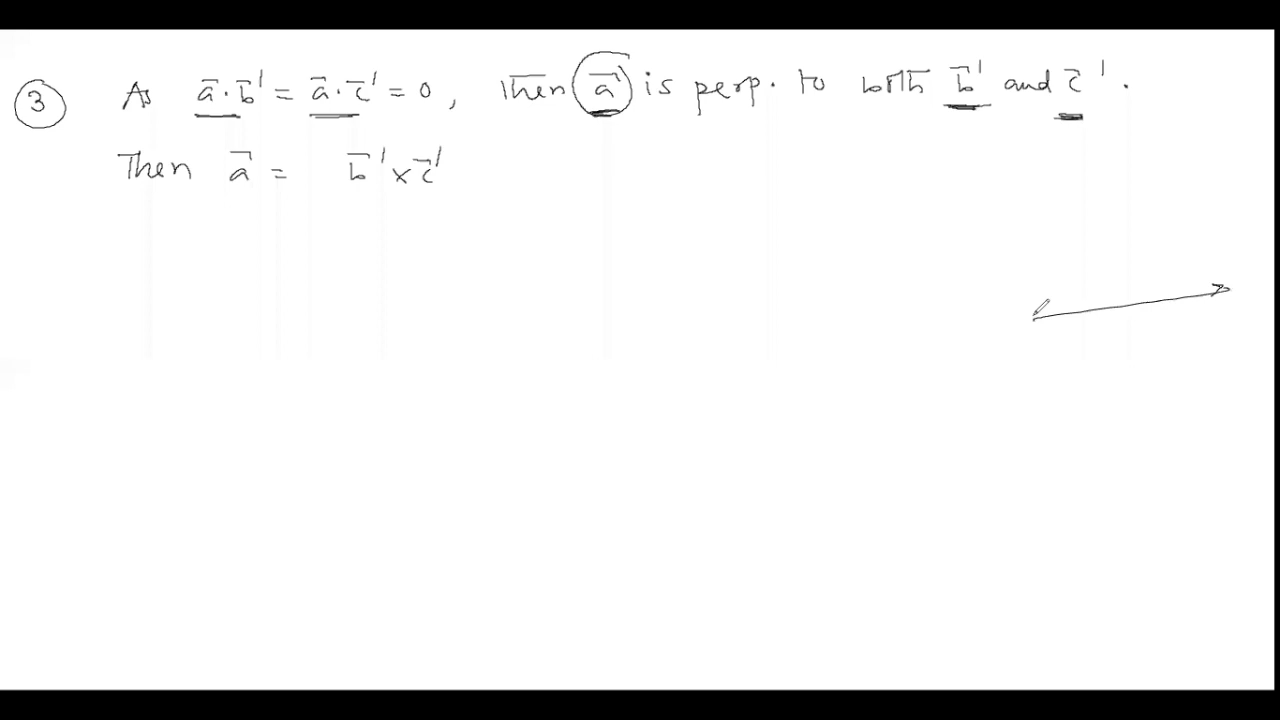 ③ As a⃗·b⃗' = a⃗·c⃗' = 0, Then a⃗ is perp. to both b⃗' and c⃗'.
Then a⃗ = b⃗' × c⃗'